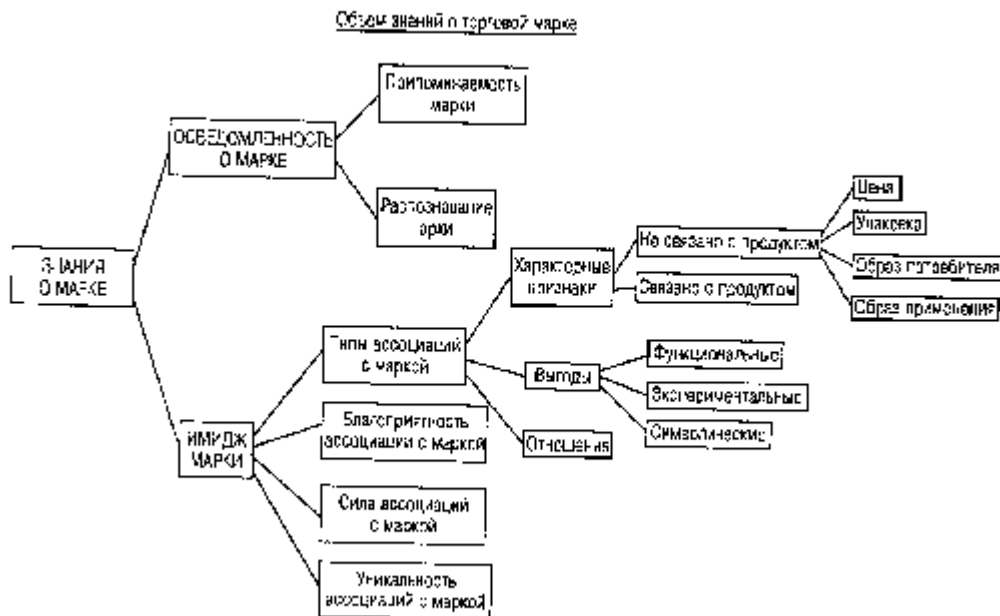 Объем знаний о торговой марке
Припоминаемость
марки
ОСВЕДОМЛЕННОСТЬ
О МАРКЕ
Распознавание
арки
ЗНАНИЯ
О МАРКЕ
ИМИДЖ
МАРКИ
Типы ассоциаций
с маркой
Благоприятность
ассоциации с маркой
Сила ассоциаций
с маркой
Уникальность
ассоциаций с маркой
Характерные
признаки
Выгоды
Отношения
Не связано с продуктом
Связано с продуктом
Функциональные
Экспериментальные
Символические
Цена
Упаковка
Образ потребителя
Образ применения